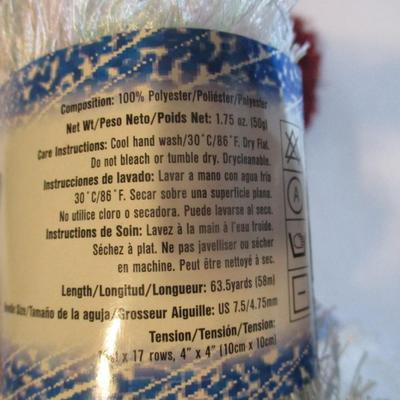 Composition: 100% Polyester/Poliéster/Polyester
Net Wt/Peso Neto/Poids Net: 1.75 oz. (50g)
Care Instructions: Cool hand wash/30˚C/86˚F. Dry Flat.
Do not bleach or tumble dry. Drycleanable.
Instrucciones de lavado: Lavar a mano con agua fría
30˚C/86˚F. Secar sobre una superficie plana.
No utilice cloro o secadora. Puede lavarse al seco.
Instructions de Soin: Lavez à la main à l'eau froide.
Séchez à plat. Ne pas javelliser ou sécher
en machine. Peut être nettoyé à sec.
Length/Longitud/Longueur: 63.5yards (58m)
Size/Tamaño de la aguja/Grosseur Aiguille: US 7.5/4.75mm
Tension/Tensión/Tension:
x 17 rows, 4" x 4" (10cm x 10cm)
A